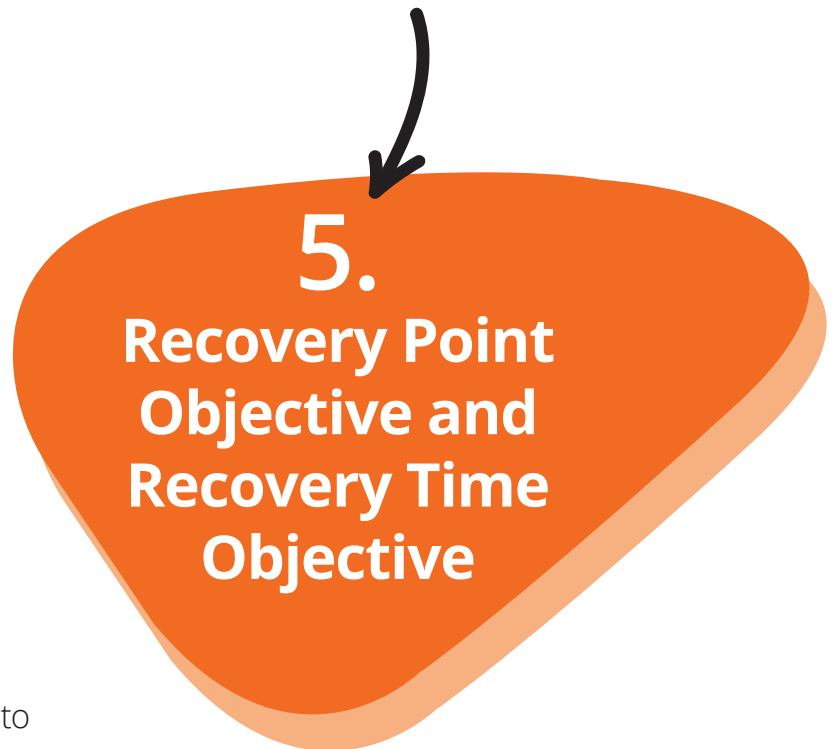 5.
Recovery Point
Objective and
Recovery Time
Objective
to